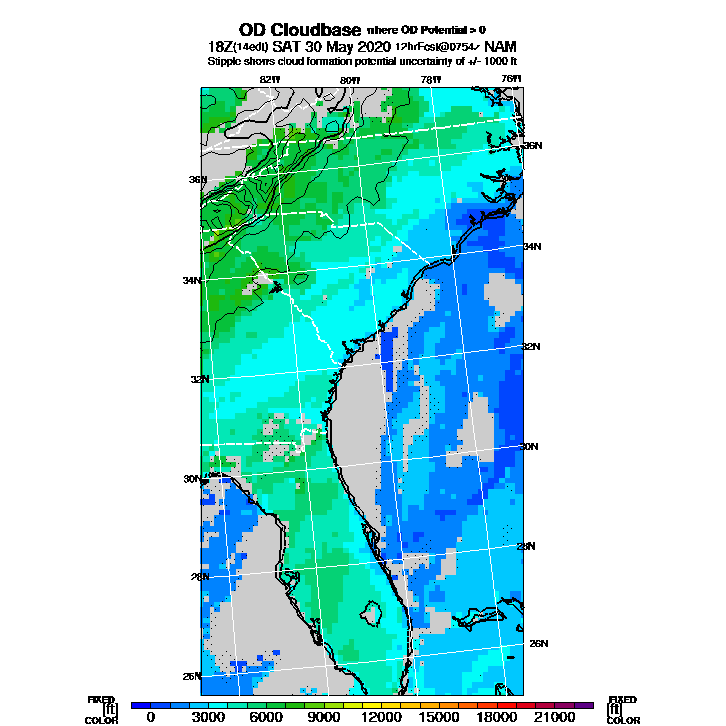 OD Cloudbase where OD Potential > 0
18Z(14edt) SAT 30 May 2020 12hrFcst@0754z NAM
Stipple shows cloud formation potential uncertainty of +/- 1000 ft
82W 80W 78W 76W
36N
36N
34N
34N
32N
32N
30N
30N
28N
28N
26N
26N
FIXED FIXED
[ft] [ft]
COLOR COLOR
0 3000 6000 9000 12000 15000 18000 21000